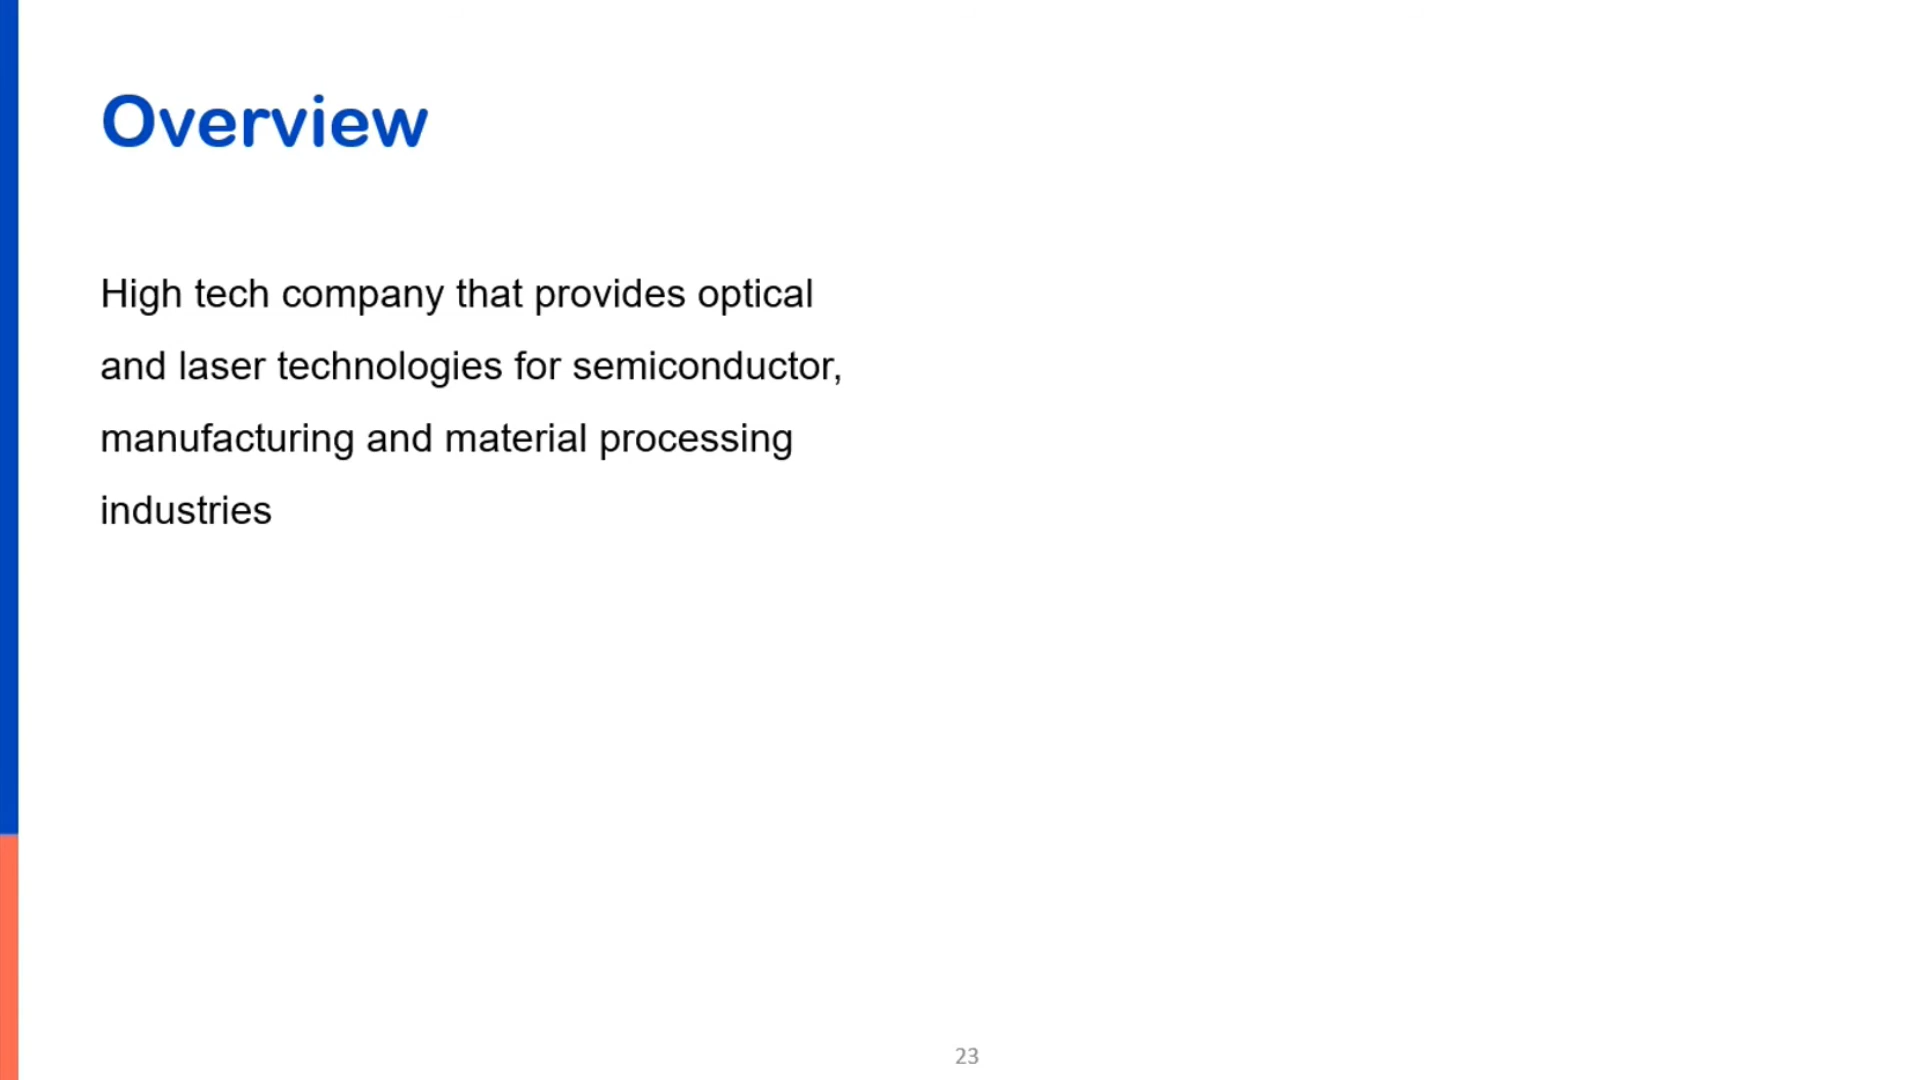 Overview
High tech company that provides optical
and laser technologies for semiconductor,
manufacturing and material processing
industries
23